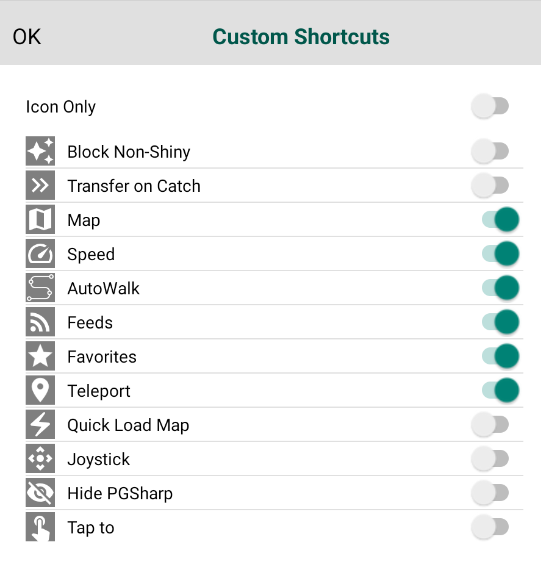 OK
Custom Shortcuts
Icon Only
Block Non-Shiny
Transfer on Catch
Map
Speed
AutoWalk
Feeds
Favorites
Teleport
Quick Load Map
Joystick
Hide PGSharp
Tap to